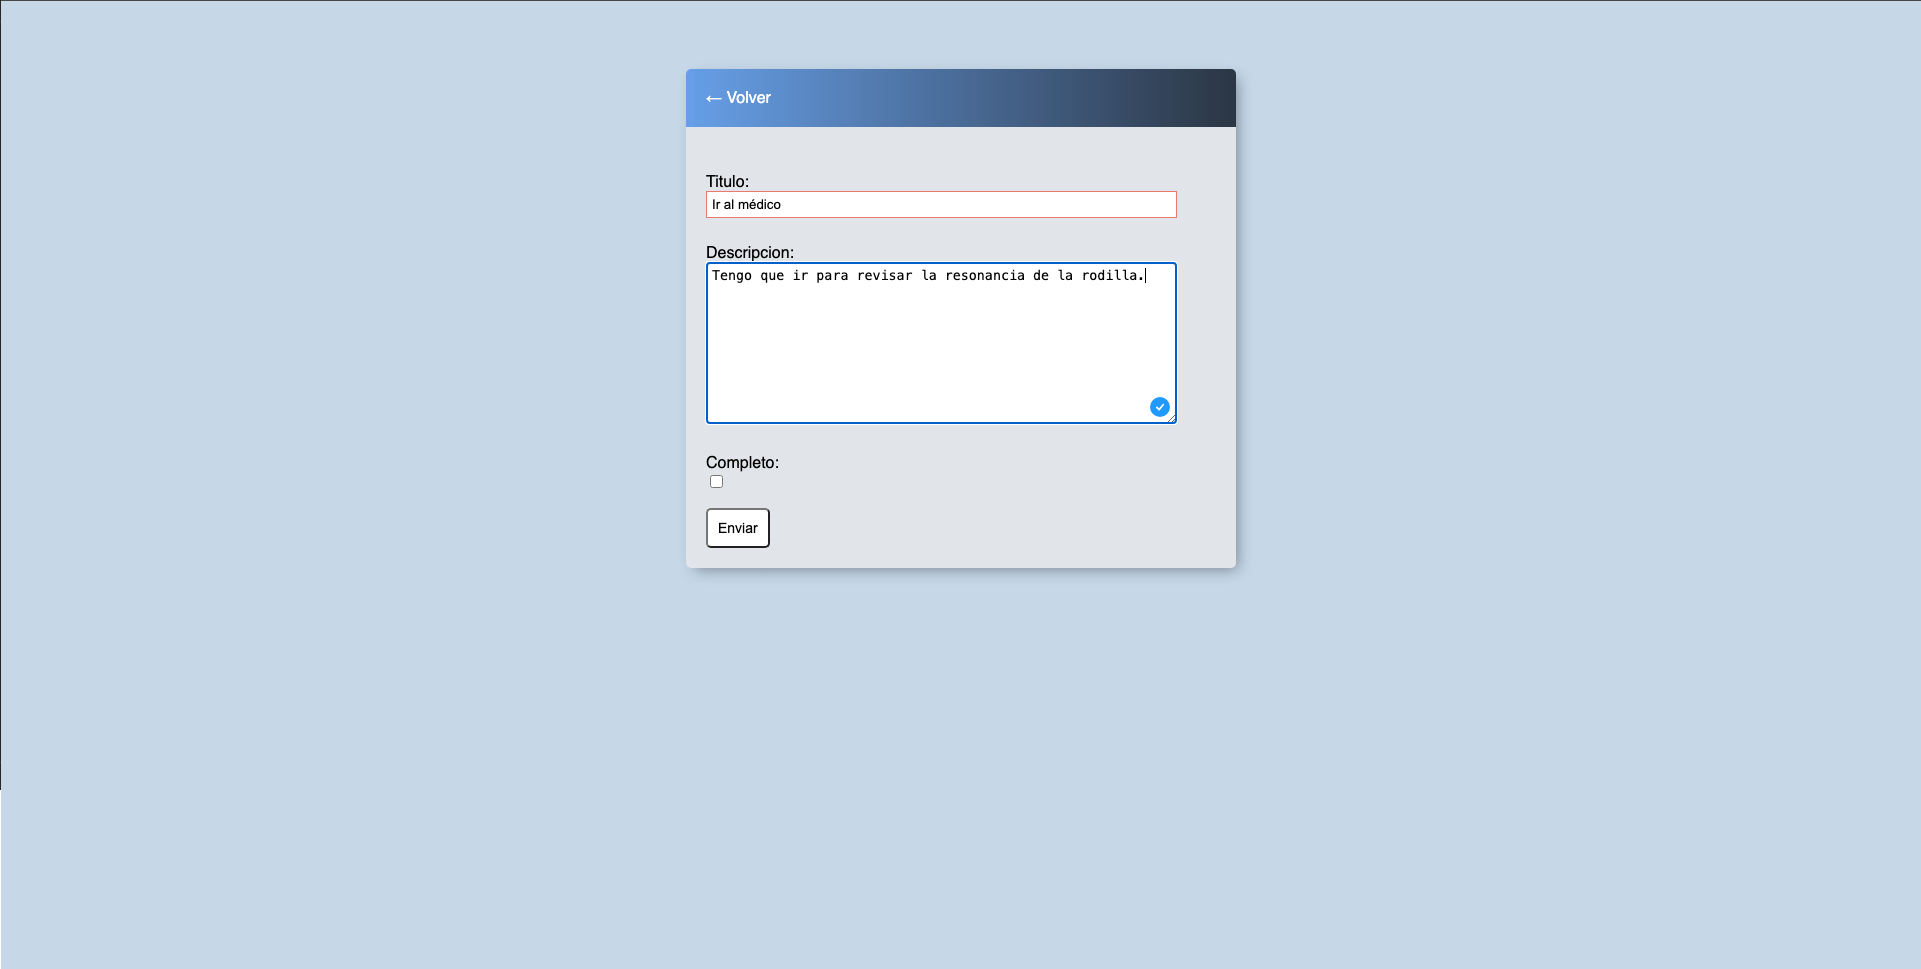 ← Volver
Titulo:
Ir al médico
Descripcion:
Tengo que ir para revisar la resonancia de la rodilla.
Completo:
Enviar